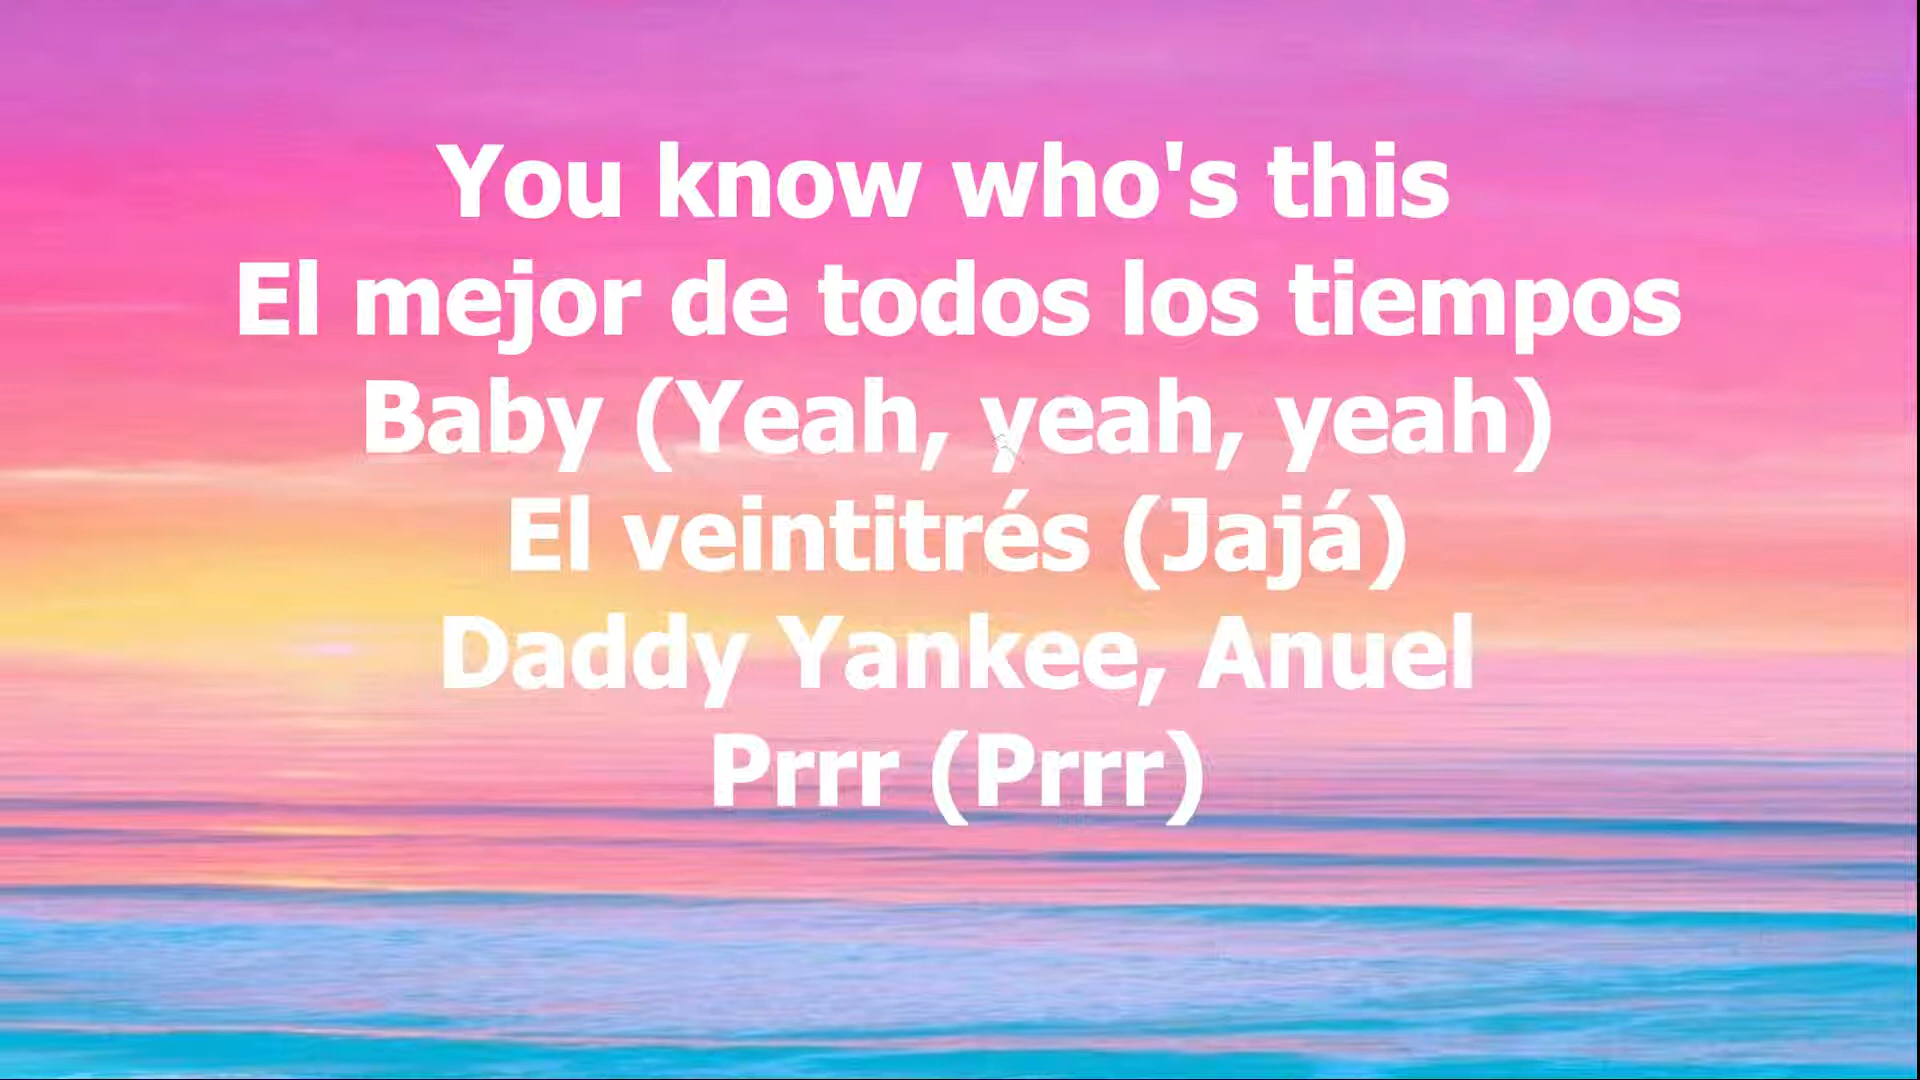 You know who's this
El mejor de todos los tiempos
Baby (Yeah, yeah, yeah)
El veintitrés (Jajá)
Daddy Yankee, Anuel
Prrr (Prrr)